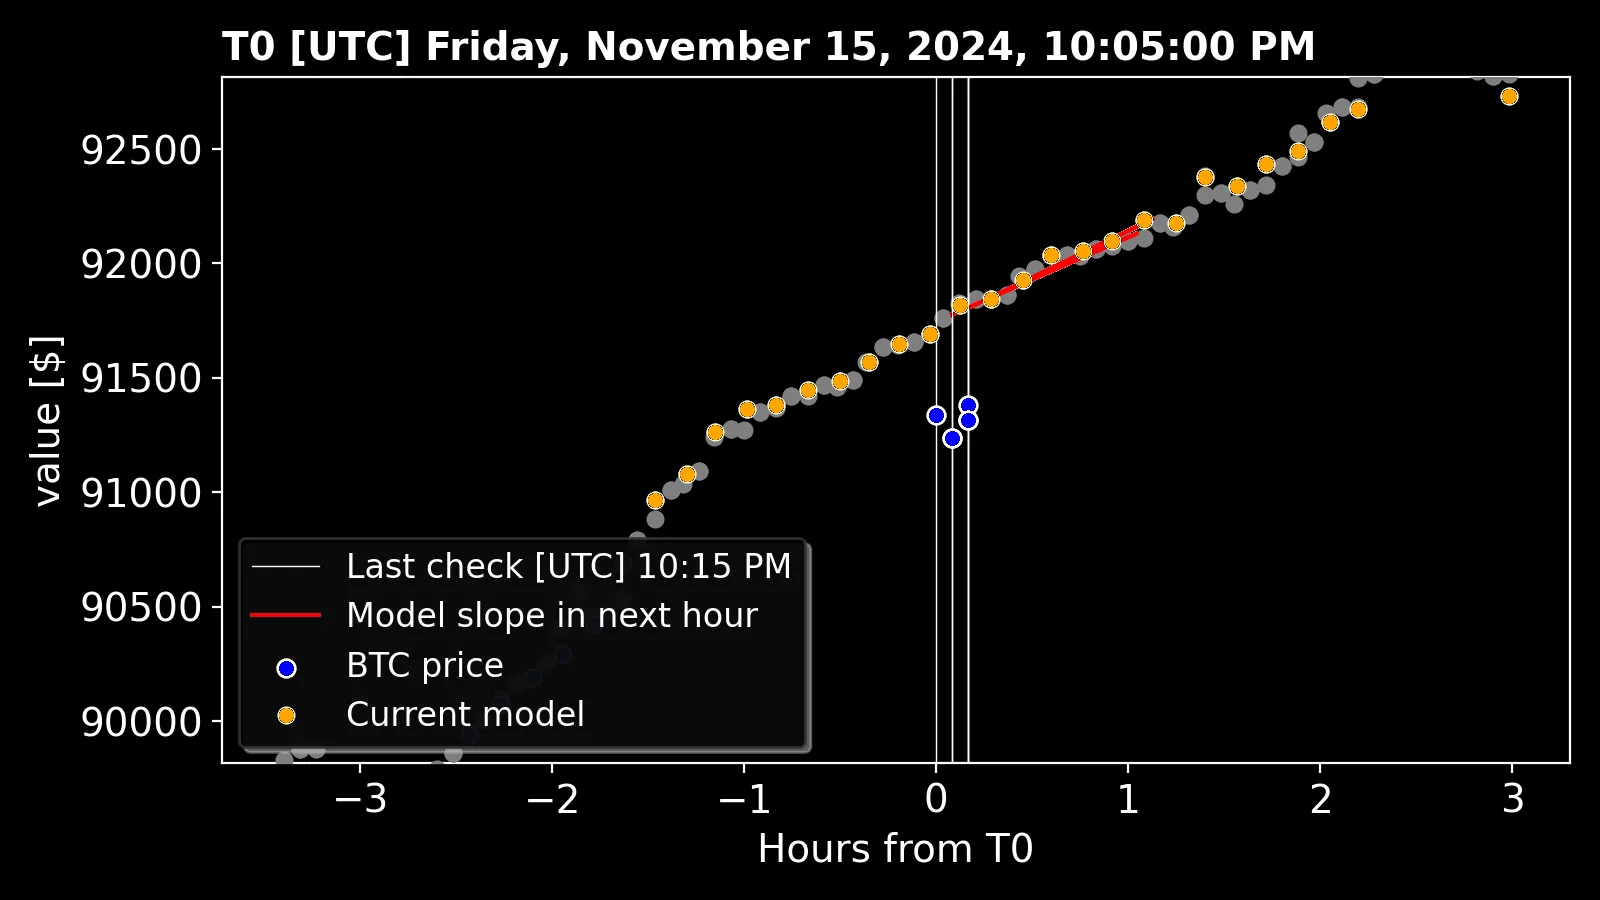 T0 [UTC] Friday, November 15, 2024, 10:05:00 PM
value [$]
92500
92000
91500
91000
90500
90000
Last check [UTC] 10:15 PM
Model slope in next hour
BTC price
Current model
−3 −2 −1 0 1 2 3
Hours from T0